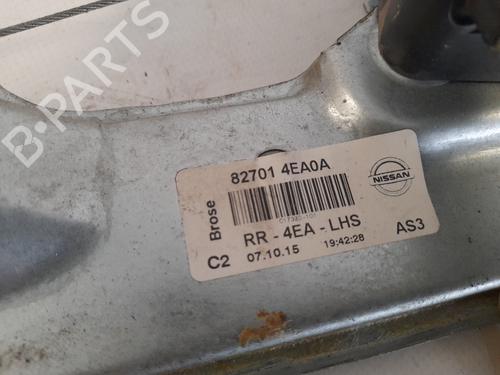 B-PARTS
82701 4EA0A
Brose
NISSAN
RR - 4EA - LHS
AS3
C2 07.10.15 19:42:28